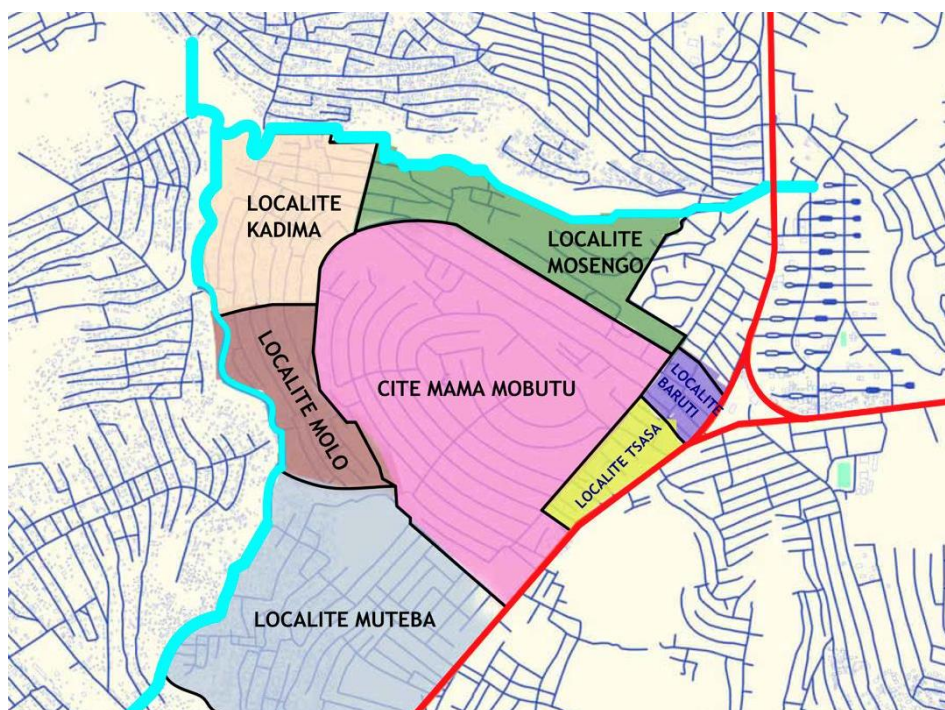 LOCALITE
KADIMA
LOCALITE
MOSENGO
LOCALITE MOLO
CITE MAMA MOBUTU
LOCALITE
BARUTI
LOCALITE TSASA
LOCALITE MUTEBA